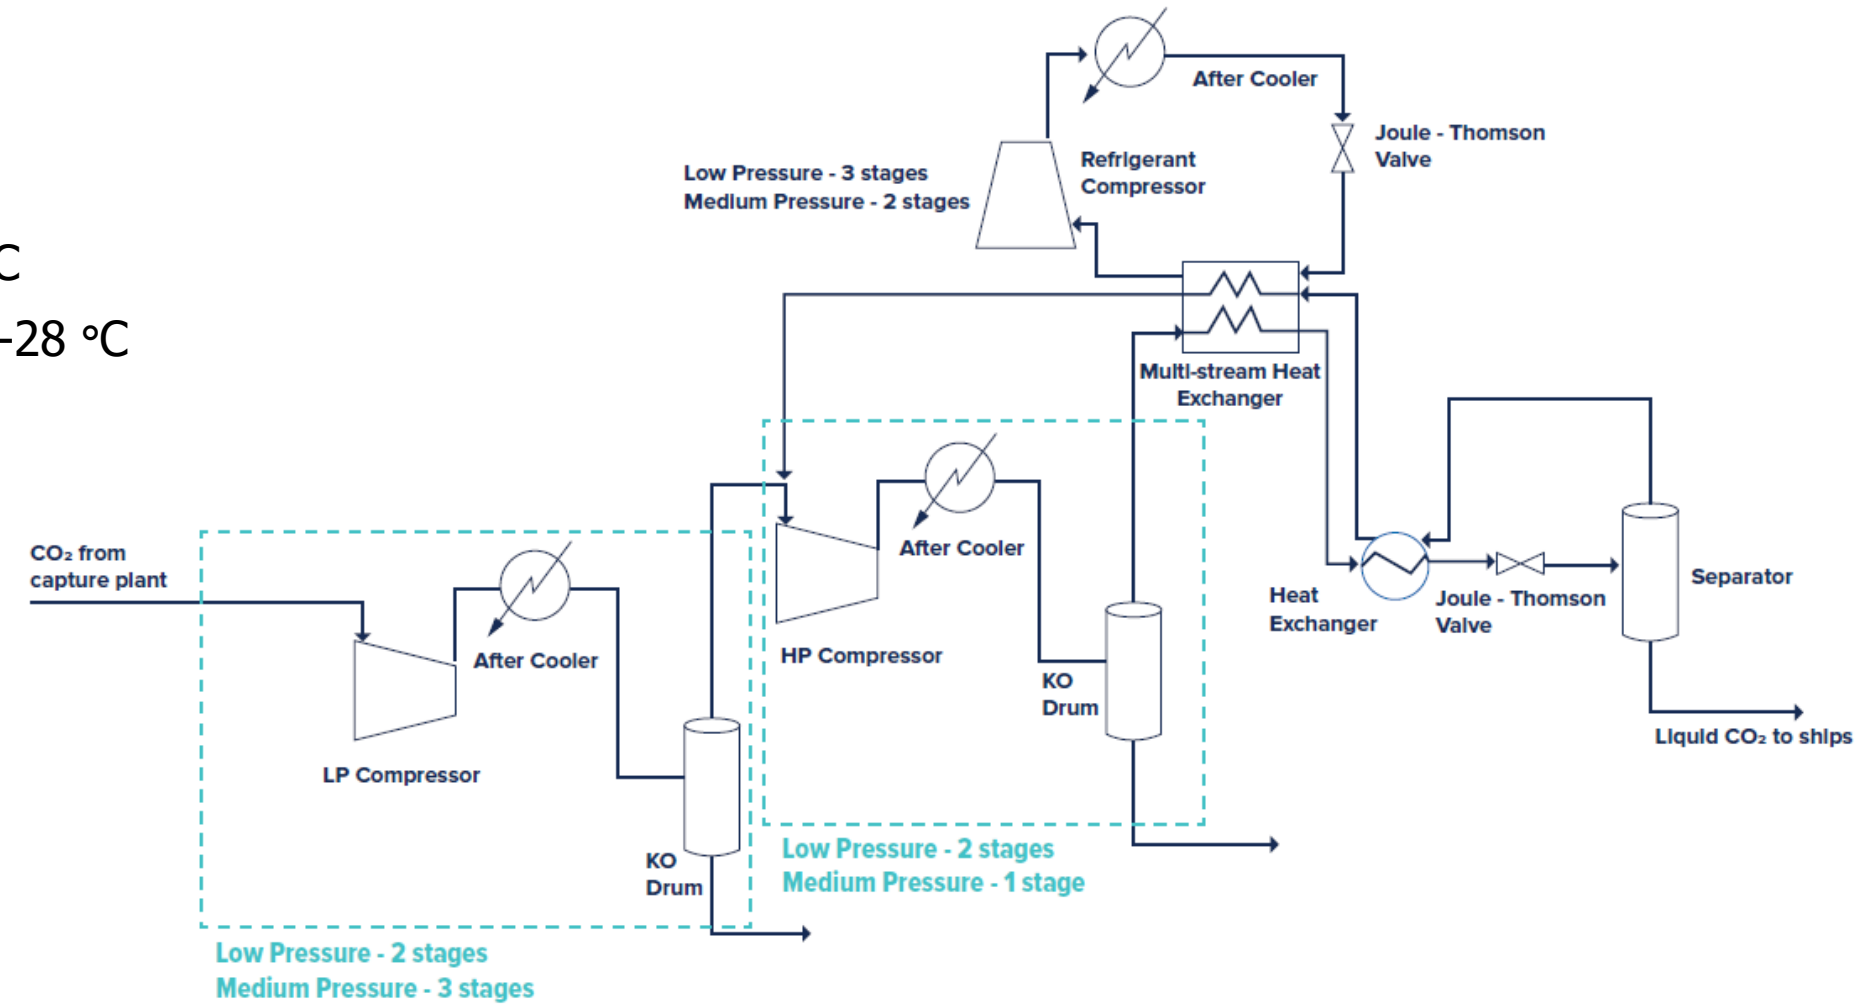 After Cooler
Joule - Thomson
Valve
Refrigerant
Compressor
Low Pressure - 3 stages
Medium Pressure - 2 stages
C
-28 °C
Multi-stream Heat
Exchanger
CO₂ from
capture plant
After Cooler
LP Compressor
KO
Drum
Low Pressure - 2 stages
Medium Pressure - 3 stages
After Cooler
HP Compressor
KO
Drum
Low Pressure - 2 stages
Medium Pressure - 1 stage
Heat
Exchanger
Joule - Thomson
Valve
Separator
Liquid CO₂ to ships